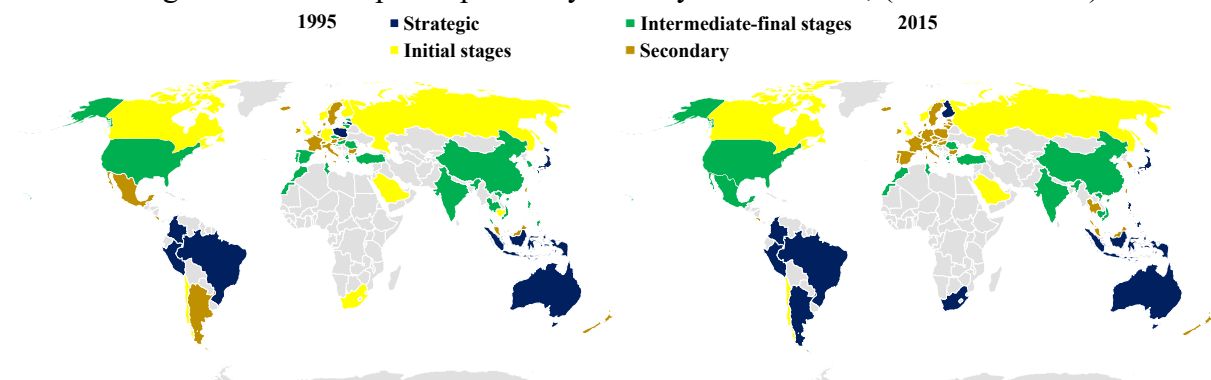 1995 Strategic Intermediate-final stages 2015
Initial stages Secondary